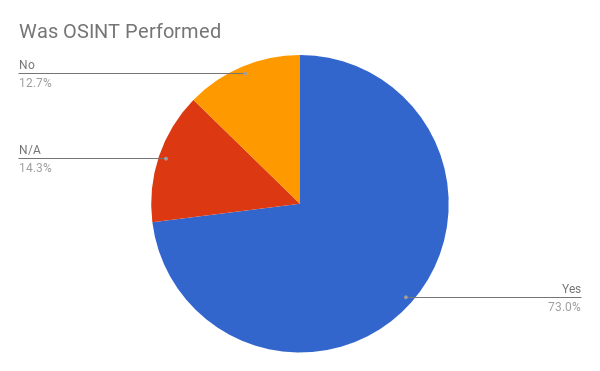 Was OSINT Performed
No
12.7%
N/A
14.3%
Yes
73.0%